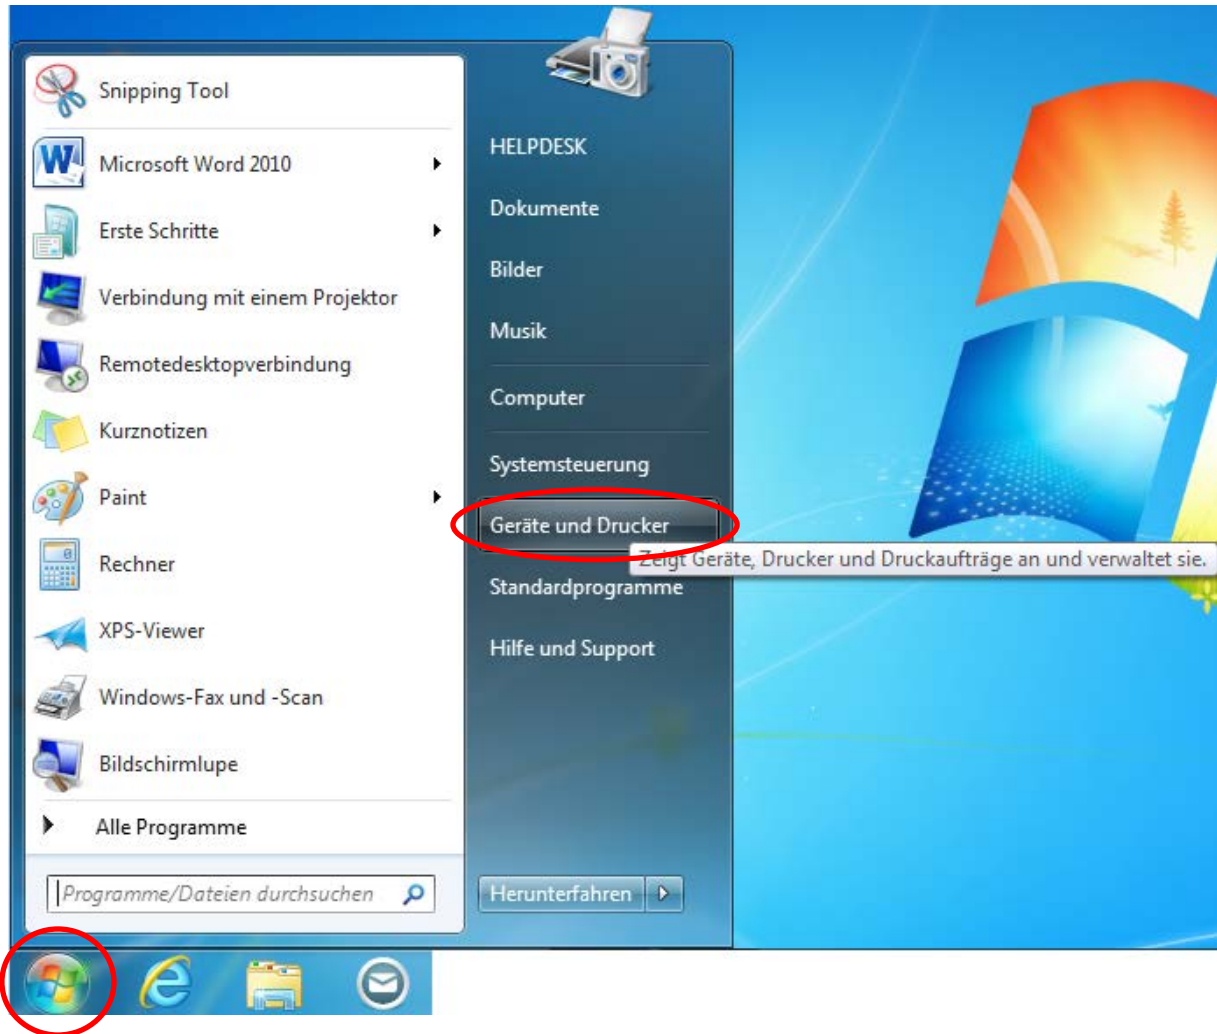 Snipping Tool
Microsoft Word 2010
Erste Schritte
Verbindung mit einem Projektor
Remotedesktopverbindung
Kurznotizen
Paint
Rechner
XPS-Viewer
Windows-Fax und -Scan
Bildschirmlupe
Alle Programme
Programme/Dateien durchsuchen
HELPDESK
Dokumente
Bilder
Musik
Computer
Systemsteuerung
Geräte und Drucker
Zeigt Geräte, Drucker und Druckaufträge an und verwaltet sie.
Standardprogramme
Hilfe und Support
Herunterfahren